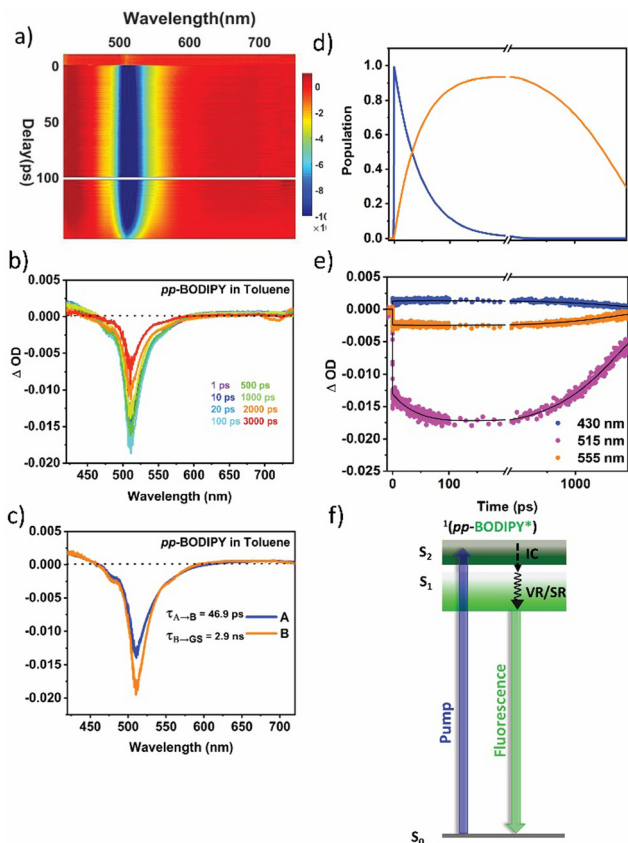 a)
Wavelength(nm)
500 600 700
0
50
100
Delay(ps)
0
-2
-4
-6
-8
-10
b)
pp-BODIPY in Toluene
0.005
0.000
-0.005
-0.010
-0.015
-0.020
Δ OD
1 ps 500 ps
10 ps 1000 ps
20 ps 2000 ps
100 ps 3000 ps
450 500 550 600 650 700
Wavelength (nm)
c)
pp-BODIPY in Toluene
0.005
0.000
-0.005
-0.010
-0.015
-0.020
Δ OD
τA→B = 46.9 ps
τB→GS = 2.9 ns
A
B
450 500 550 600 650 700
Wavelength (nm)
d)
1.0
0.8
0.6
0.4
0.2
0.0
Population
0 100 1000
e)
0.005
0.000
-0.005
-0.010
-0.015
-0.020
-0.025
Δ OD
430 nm
515 nm
555 nm
0 100 1000
Time (ps)
f)
1(pp-BODIPY*)
S2
IC
S1
VR/SR
Pump
Fluorescence
S0